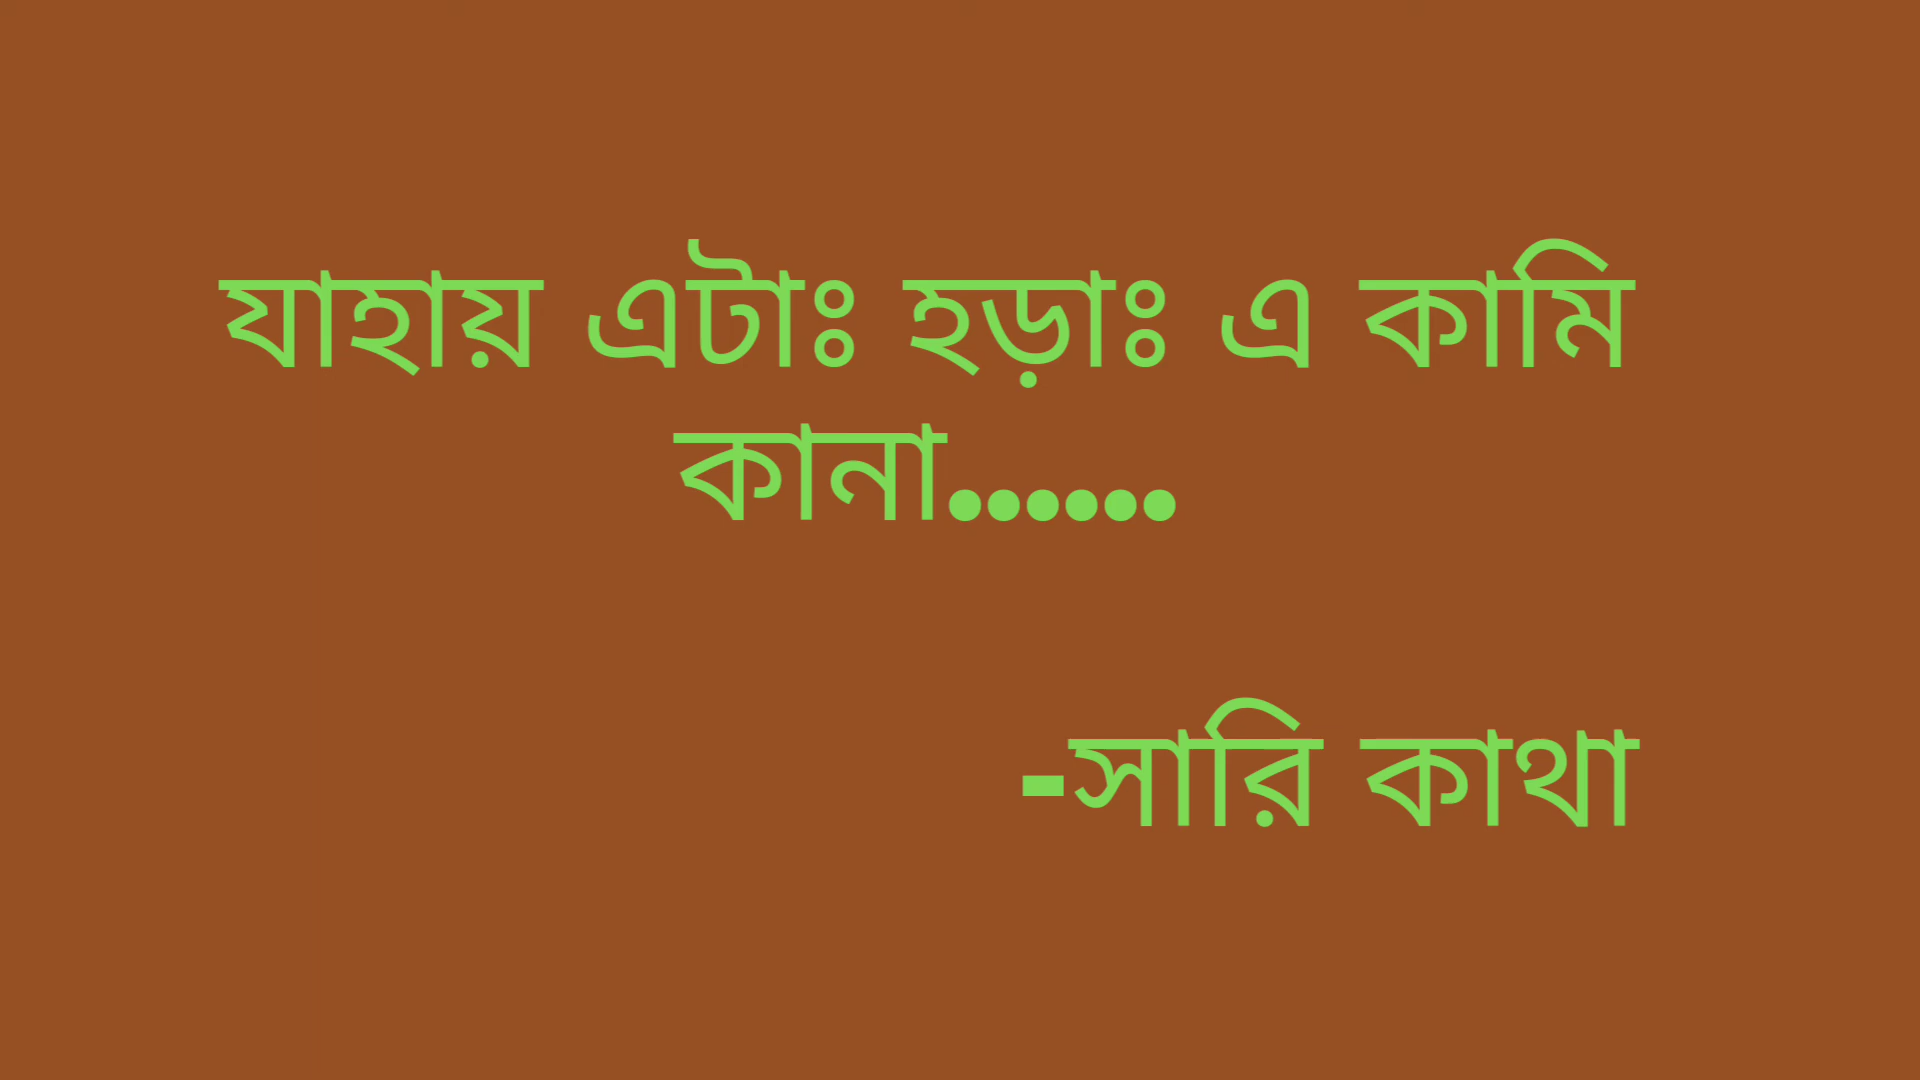 যাহায় এটাঃ হড়াঃ এ কামি
কানা......
-সারি কাথা